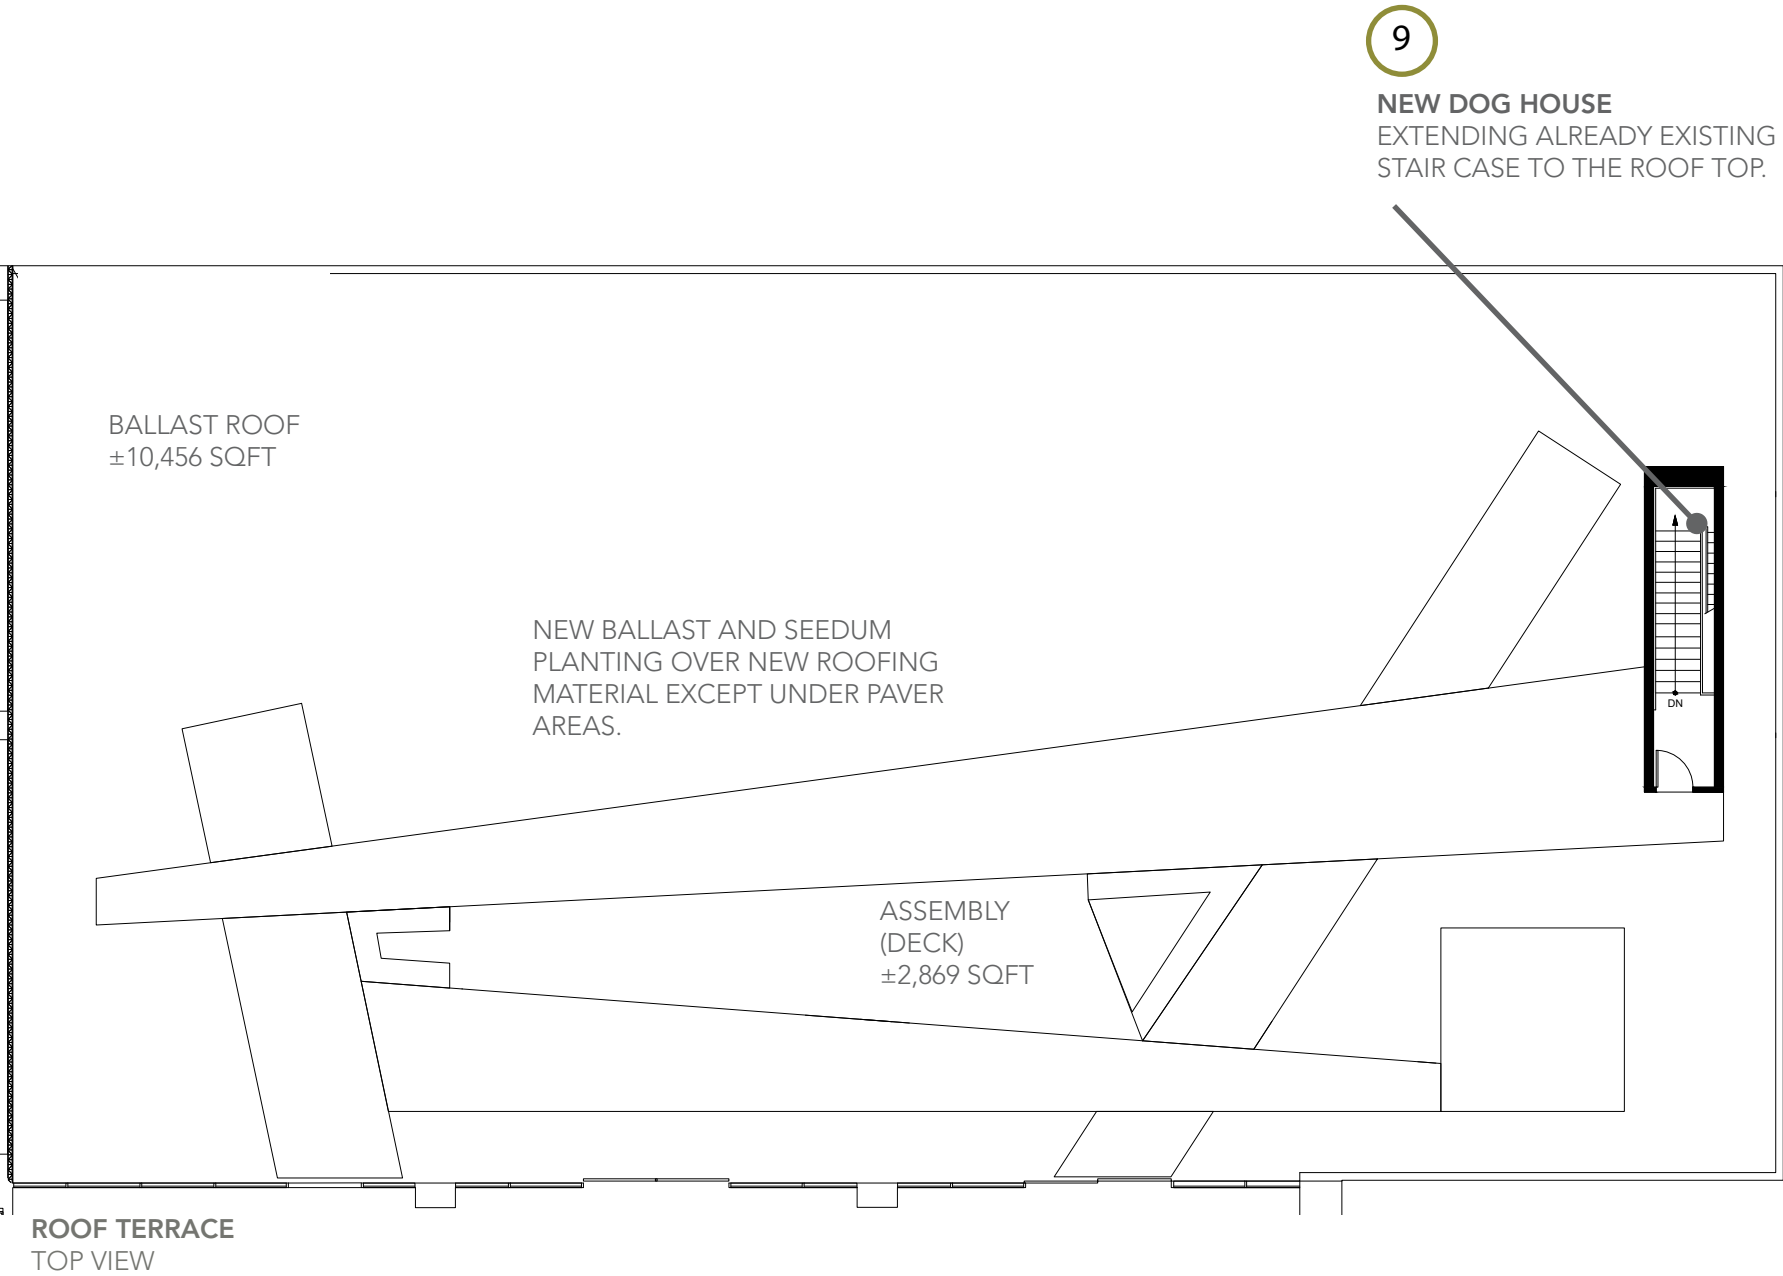 9
NEW DOG HOUSE
EXTENDING ALREADY EXISTING
STAIR CASE TO THE ROOF TOP.
BALLAST ROOF
±10,456 SQFT
NEW BALLAST AND SEEDUM
PLANTING OVER NEW ROOFING
MATERIAL EXCEPT UNDER PAVER
AREAS.
DN
ASSEMBLY
(DECK)
±2,869 SQFT
ROOF TERRACE
TOP VIEW